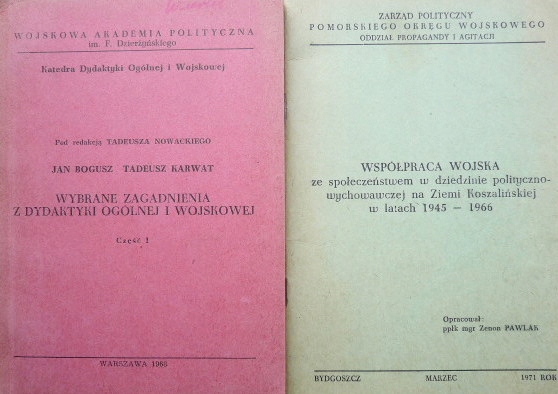 WOJSKOWA AKADEMIA POLITYCZNA
im. F. Dzierżyńskiego
Katedra Dydaktyki Ogólnej i Wojskowej
Pod redakcją TADEUSZA NOWACKIEGO
JAN BOGUSZ TADEUSZ KARWAT
WYBRANE ZAGADNIENIA
Z DYDAKTYKI OGÓLNEJ I WOJSKOWEJ
Część I
WARSZAWA 1965
ZARZĄD POLITYCZNY
POMORSKIEGO OKRĘGU WOJSKOWEGO
ODDZIAŁ PROPAGANDY I AGITACJI
WSPÓŁPRACA WOJSKA
ze społeczeństwem w dziedzinie polityczno-
wychowawczej na Ziemi Koszalińskiej
w latach 1945 — 1966
Opracował:
ppłk mgr Zenon PAWLAK
BYDGOSZCZ MARZEC 1971 ROK